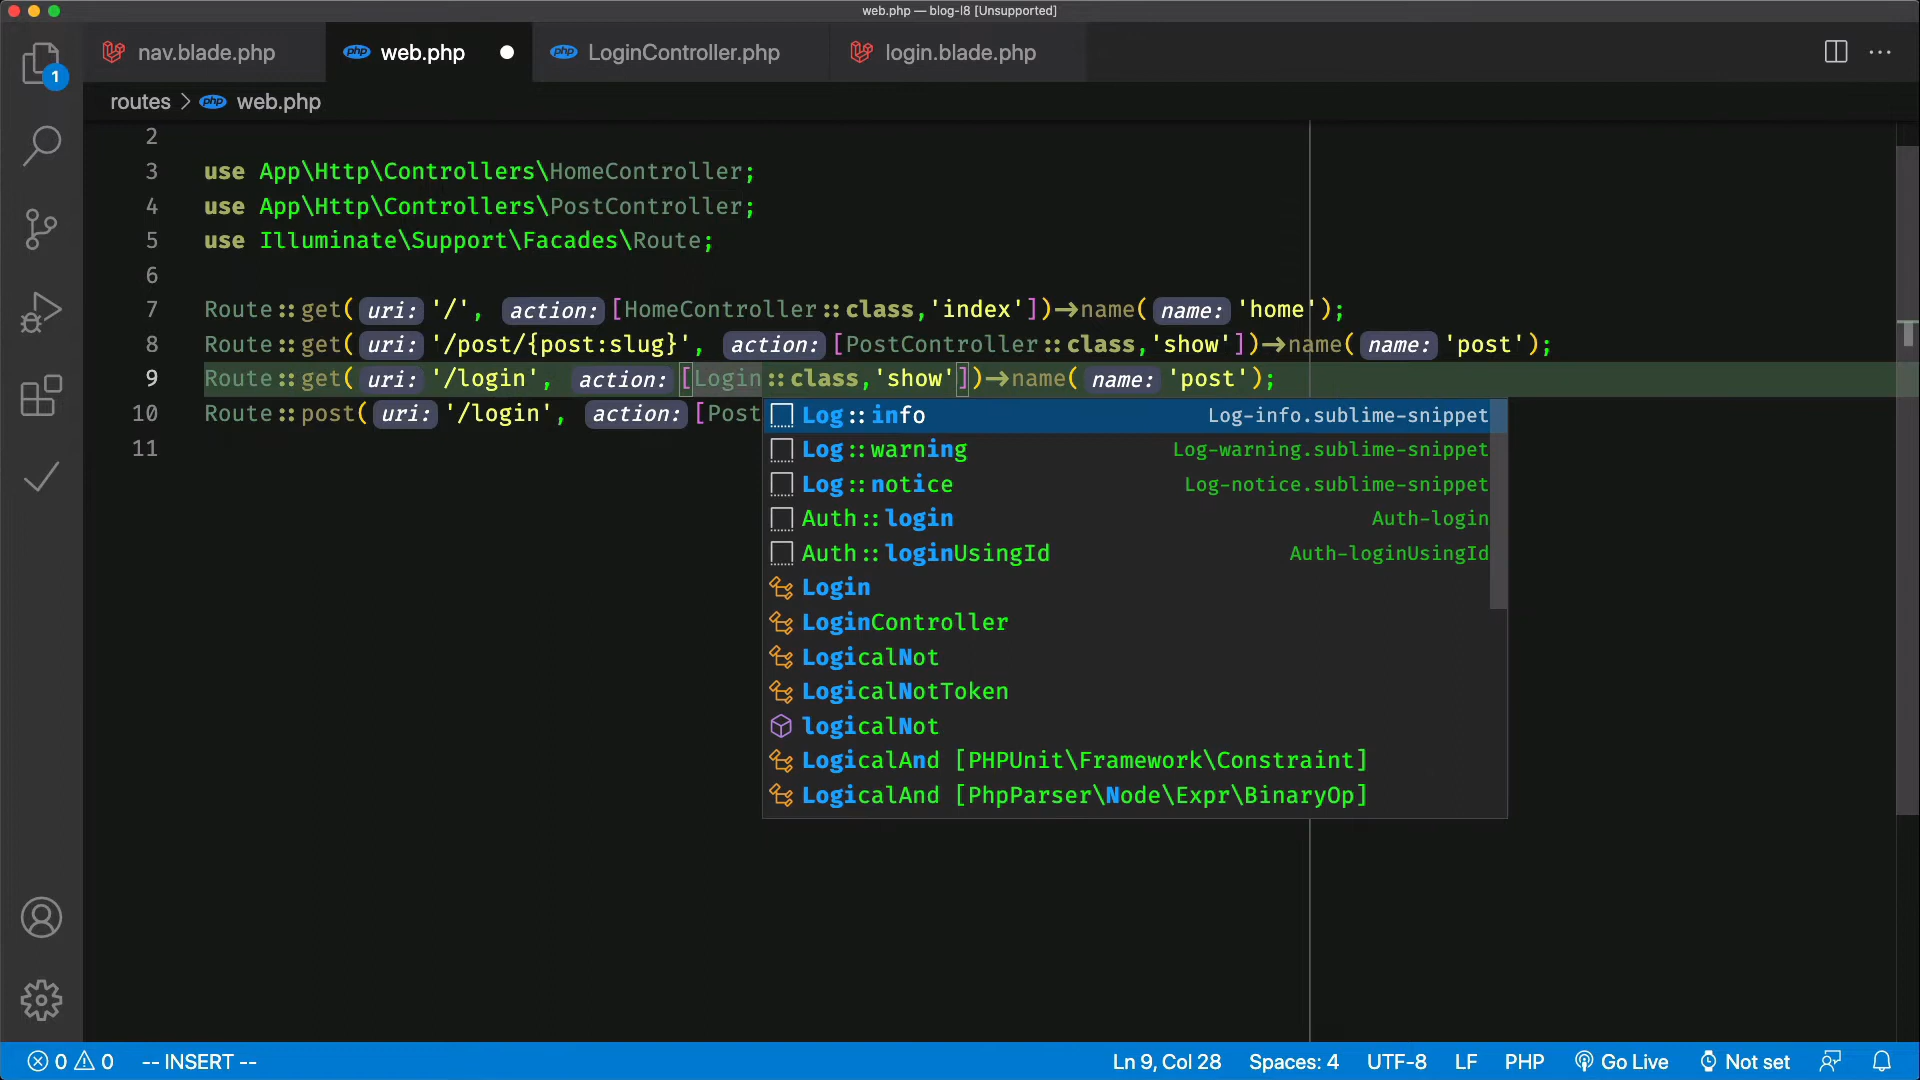 web.php — blog-l8 [Unsupported]
nav.blade.php
web.php
LoginController.php
login.blade.php
1
routes > web.php
2
3 use App\Http\Controllers\HomeController;
4 use App\Http\Controllers\PostController;
5 use Illuminate\Support\Facades\Route;
6
7 Route::get( uri: '/', action: [HomeController::class,'index'])->name( name: 'home');
8 Route::get( uri: '/post/{post:slug}', action: [PostController::class,'show'])->name( name: 'post');
9 Route::get( uri: '/login', action: [Login::class,'show'])->name( name: 'post');
10 Route::post( uri: '/login', action: [Post
11
Log::info Log-info.sublime-snippet
Log::warning Log-warning.sublime-snippet
Log::notice Log-notice.sublime-snippet
Auth::login Auth-login
Auth::loginUsingId Auth-loginUsingId
Login
LoginController
LogicalNot
LogicalNotToken
logicalNot
LogicalAnd [PHPUnit\Framework\Constraint]
LogicalAnd [PhpParser\Node\Expr\BinaryOp]
0 0 -- INSERT -- Ln 9, Col 28 Spaces: 4 UTF-8 LF PHP Go Live Not set